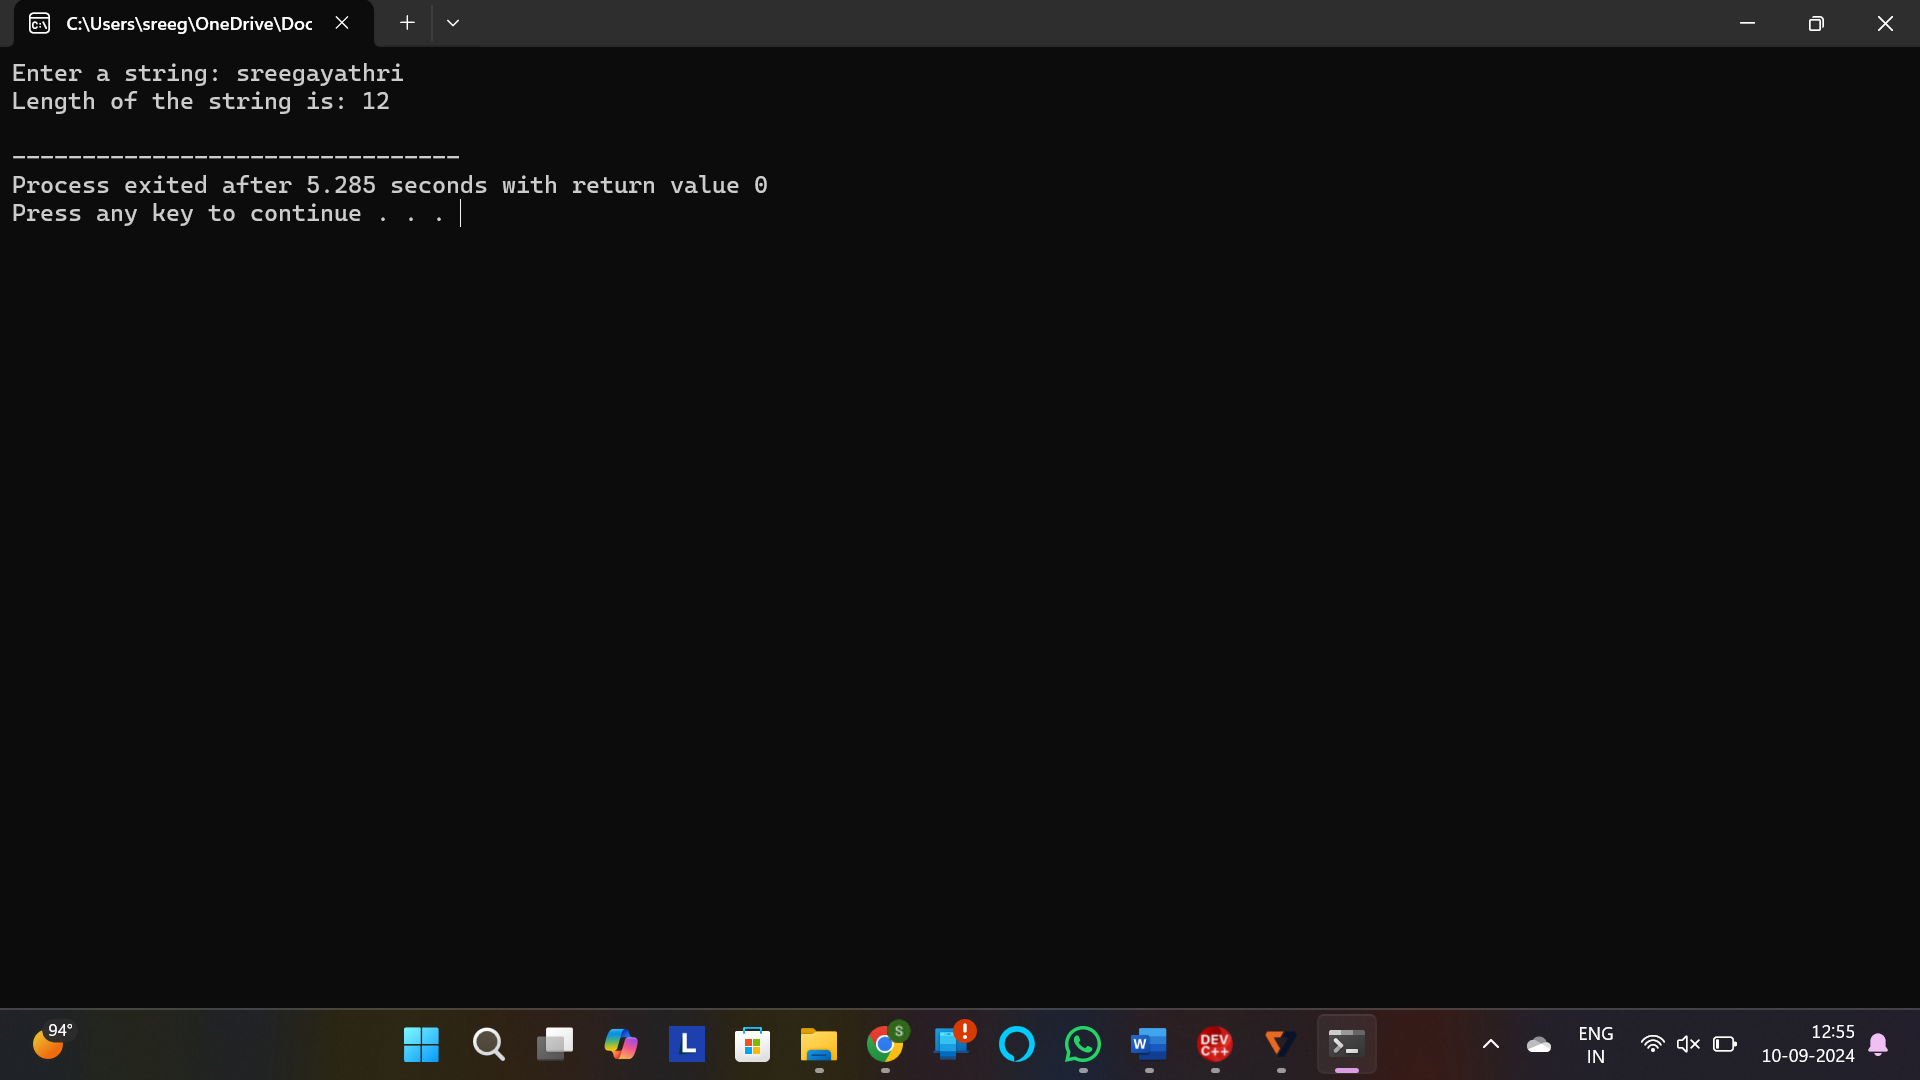 C:\Users\sreeg\OneDrive\Doc
Enter a string: sreegayathri
Length of the string is: 12
--------------------------------
Process exited after 5.285 seconds with return value 0
Press any key to continue . . .
94°
L
S
!
W
DEV
C++
ENG
IN
12:55
10-09-2024